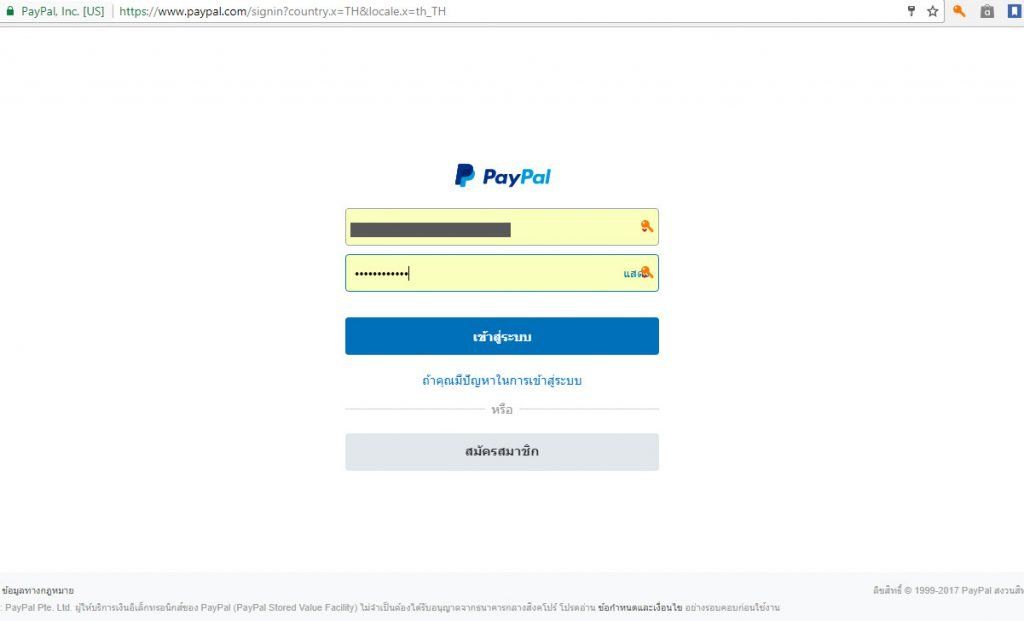 PayPal, Inc. [US] https://www.paypal.com/signin?country.x=TH&locale.x=th_TH
PayPal
••••••••••••
เข้าสู่ระบบ
ถ้าคุณมีปัญหาในการเข้าสู่ระบบ
หรือ
สมัครสมาชิก
ข้อมูลทางกฎหมาย
ลิขสิทธิ์ © 1999-2017 PayPal
: PayPal Pte. Ltd. ผู้ให้บริการเงินอิเล็กทรอนิกส์ของ PayPal (PayPal Stored Value Facility) ไม่จำเป็นต้องได้รับอนุญาตจากธนาคารกลางสิงคโปร์ โปรดอ่าน ข้อกำหนดและเงื่อนไข อย่างรอบคอบก่อนใช้งาน